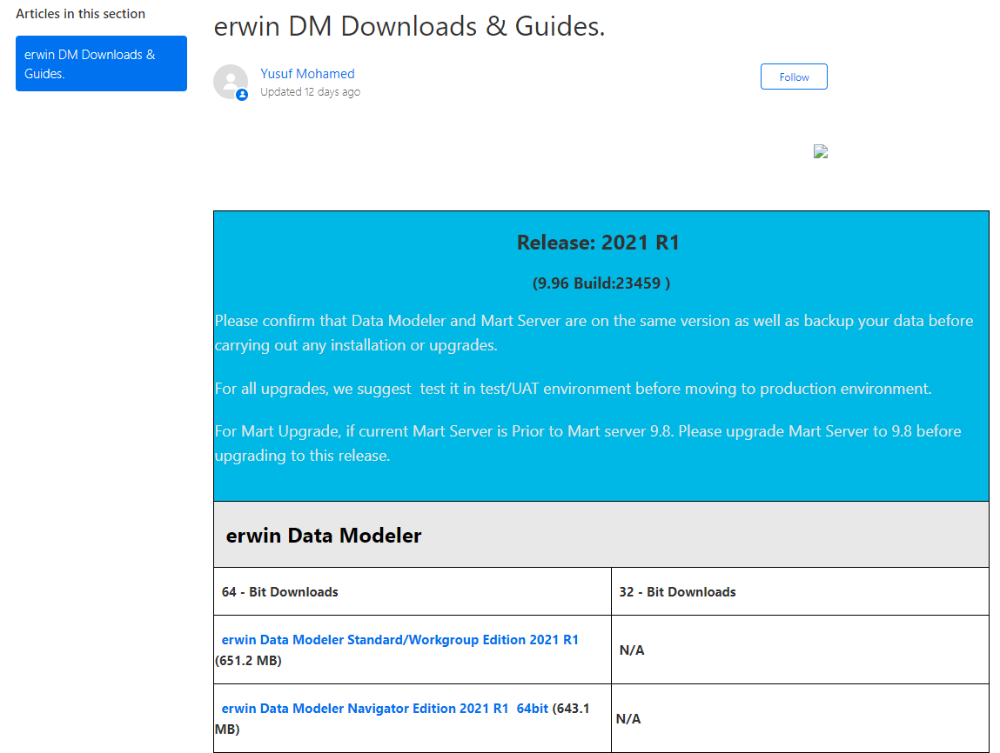 Articles in this section
erwin DM Downloads &
Guides.
erwin DM Downloads & Guides.
Yusuf Mohamed
Updated 12 days ago
Follow
Release: 2021 R1
(9.96 Build:23459 )
Please confirm that Data Modeler and Mart Server are on the same version as well as backup your data before
carrying out any installation or upgrades.
For all upgrades, we suggest  test it in test/UAT environment before moving to production environment.
For Mart Upgrade, if current Mart Server is Prior to Mart server 9.8. Please upgrade Mart Server to 9.8 before
upgrading to this release.
erwin Data Modeler
64 - Bit Downloads
32 - Bit Downloads
erwin Data Modeler Standard/Workgroup Edition 2021 R1
(651.2 MB)
N/A
erwin Data Modeler Navigator Edition 2021 R1  64bit (643.1
MB)
N/A